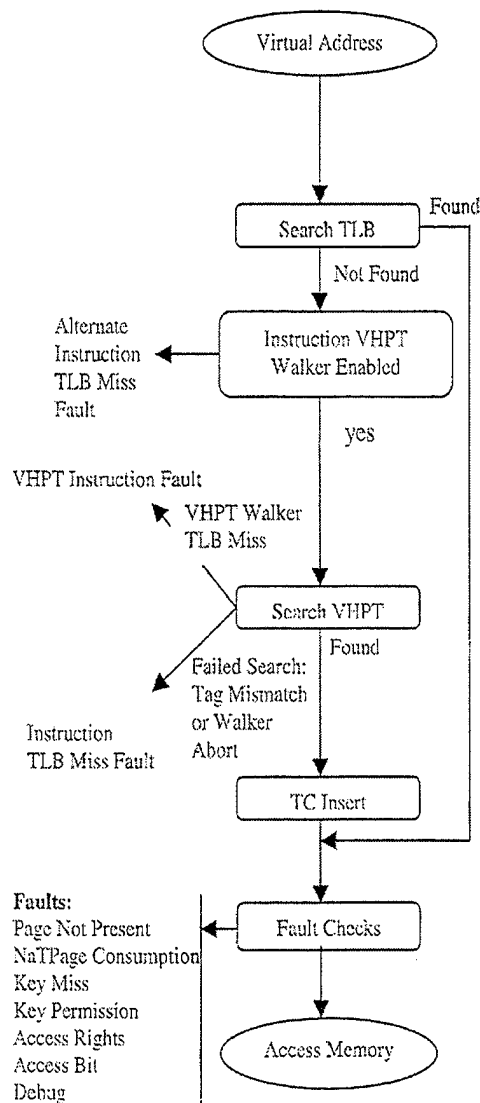 Virtual Address
Search TLB
Found
Not Found
Alternate
Instruction
TLB Miss
Fault
Instruction VHPT
Walker Enabled
yes
VHPT Instruction Fault
VHPT Walker
TLB Miss
Search VHPT
Found
Failed Search:
Tag Mismatch
or Walker
Abort
Instruction
TLB Miss Fault
TC Insert
Faults:
Page Not Present
NaTPage Consumption
Key Miss
Key Permission
Access Rights
Access Bit
Debug
Fault Checks
Access Memory